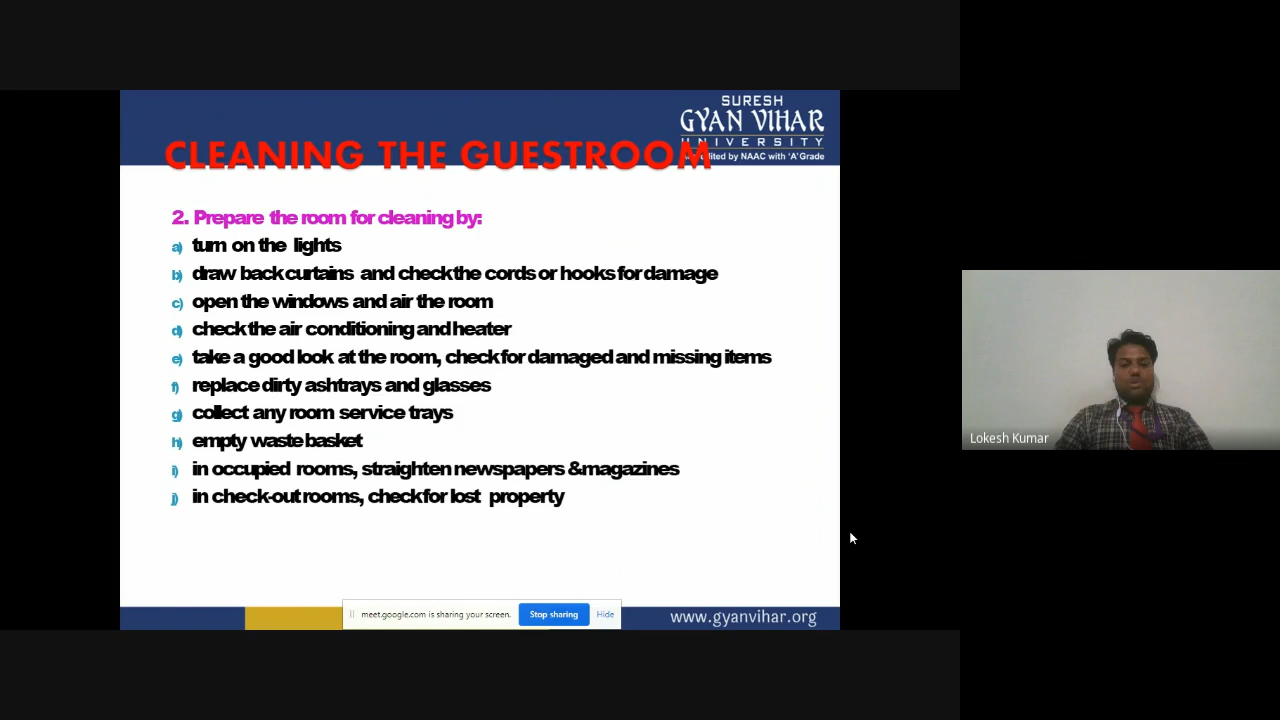 SURESH
GYAN VIHAR
UNIVERSITY
CLEANING THE GUESTROOM
by NAAC with 'A' Grade
2. Prepare the room for cleaning by:
a) turn on the lights
b) draw back curtains and check the cords or hooks for damage
c) open the windows and air the room
d) check the air conditioning and heater
e) take a good look at the room, check for damaged and missing items
f) replace dirty ashtrays and glasses
g) collect any room service trays
h) empty waste basket
i) in occupied rooms, straighten newspapers & magazines
j) in check-out rooms, check for lost property
meet.google.com is sharing your screen. Stop sharing Hide
www.gyanvihar.org
Lokesh Kumar